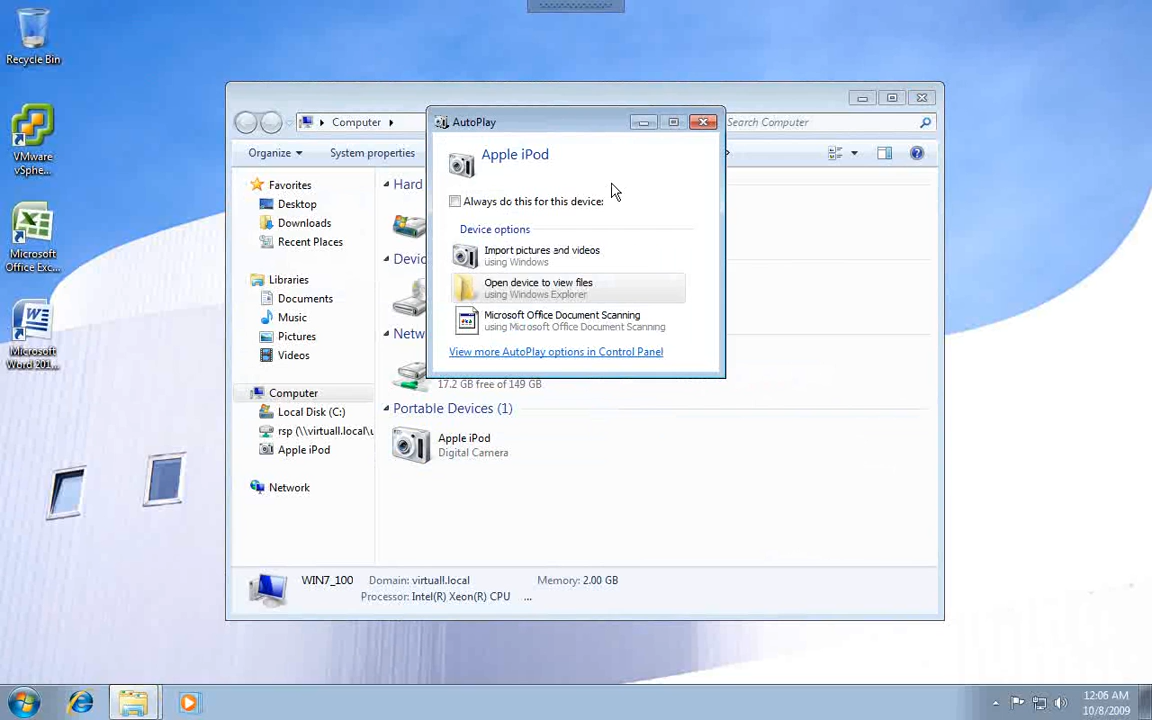 Recycle Bin
VMware
vSphe...
Microsoft
Office Exc...
Microsoft
Word 201...
Computer
Search Computer
Organize
System properties
Favorites
Desktop
Downloads
Recent Places
Libraries
Documents
Music
Pictures
Videos
Computer
Local Disk (C:)
rsp (\\virtuall.local\u
Apple iPod
Network
Hard
Devic
Netw
17.2 GB free of 149 GB
Portable Devices (1)
Apple iPod
Digital Camera
AutoPlay
Apple iPod
Always do this for this device:
Device options
Import pictures and videos
using Windows
Open device to view files
using Windows Explorer
Microsoft Office Document Scanning
using Microsoft Office Document Scanning
View more AutoPlay options in Control Panel
WIN7_100 Domain: virtuall.local Memory: 2.00 GB
Processor: Intel(R) Xeon(R) CPU ...
12:06 AM
10/8/2009